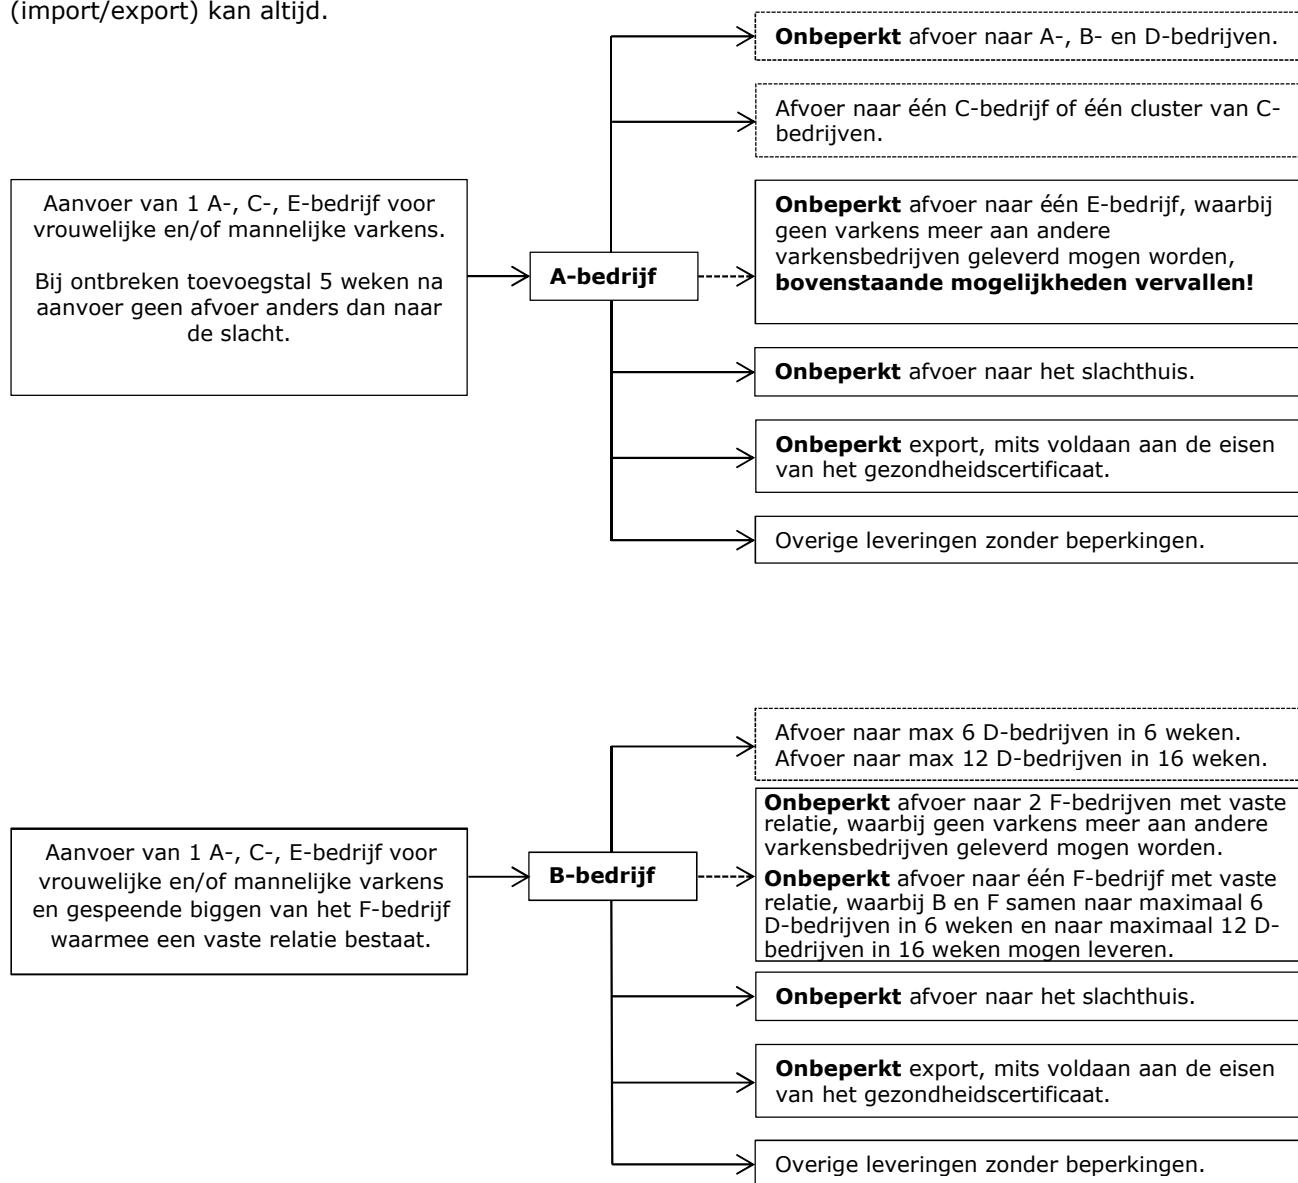 (import/export) kan altijd.
Onbeperkt afvoer naar A-, B- en D-bedrijven.
Afvoer naar één C-bedrijf of één cluster van C-
bedrijven.
Aanvoer van 1 A-, C-, E-bedrijf voor
vrouwelijke en/of mannelijke varkens.
Bij ontbreken toevoegstal 5 weken na
aanvoer geen afvoer anders dan naar
de slacht.
A-bedrijf
Onbeperkt afvoer naar één E-bedrijf, waarbij
geen varkens meer aan andere
varkensbedrijven geleverd mogen worden,
bovenstaande mogelijkheden vervallen!
Onbeperkt afvoer naar het slachthuis.
Onbeperkt export, mits voldaan aan de eisen
van het gezondheidscertificaat.
Overige leveringen zonder beperkingen.
Afvoer naar max 6 D-bedrijven in 6 weken.
Afvoer naar max 12 D-bedrijven in 16 weken.
Aanvoer van 1 A-, C-, E-bedrijf voor
vrouwelijke en/of mannelijke varkens
en gespeende biggen van het F-bedrijf
waarmee een vaste relatie bestaat.
B-bedrijf
Onbeperkt afvoer naar 2 F-bedrijven met vaste
relatie, waarbij geen varkens meer aan andere
varkensbedrijven geleverd mogen worden.
Onbeperkt afvoer naar één F-bedrijf met vaste
relatie, waarbij B en F samen naar maximaal 6
D-bedrijven in 6 weken en naar maximaal 12 D-
bedrijven in 16 weken mogen leveren.
Onbeperkt afvoer naar het slachthuis.
Onbeperkt export, mits voldaan aan de eisen
van het gezondheidscertificaat.
Overige leveringen zonder beperkingen.